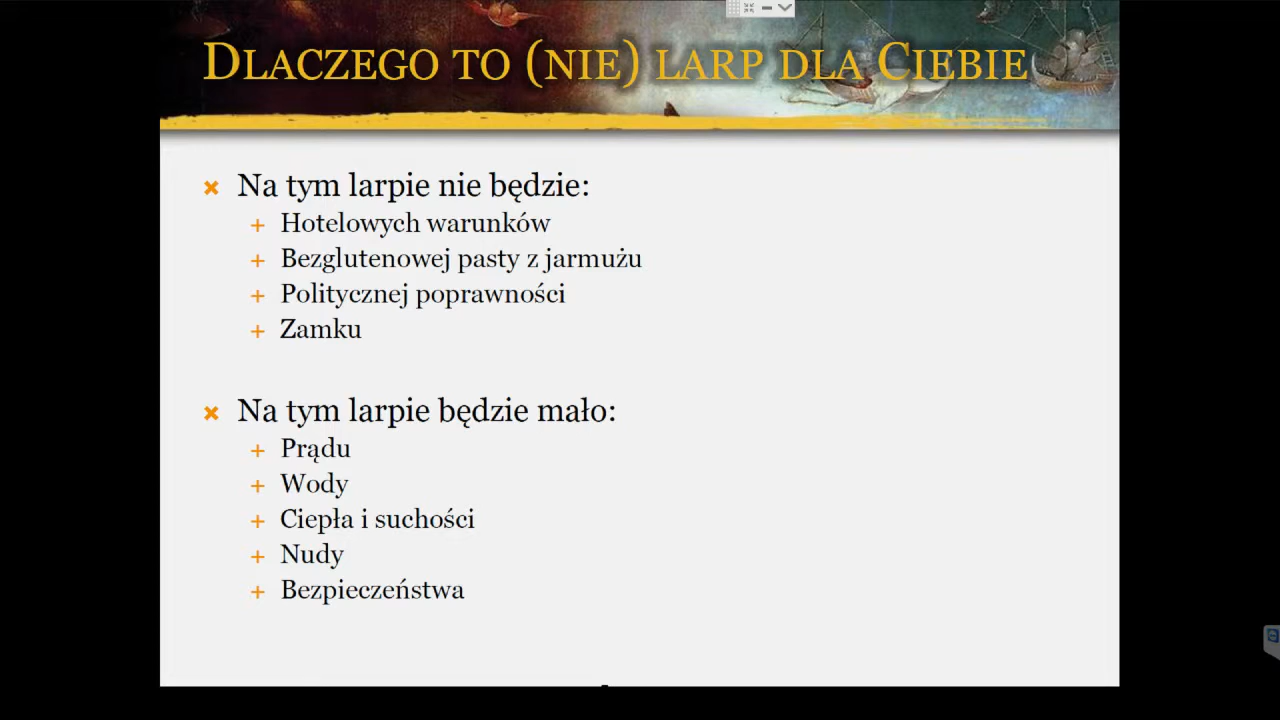 Dlaczego to (nie) larp dla Ciebie
Na tym larpie nie będzie:
Hotelowych warunków
Bezglutenowej pasty z jarmużu
Politycznej poprawności
Zamku
Na tym larpie będzie mało:
Prądu
Wody
Ciepła i suchości
Nudy
Bezpieczeństwa